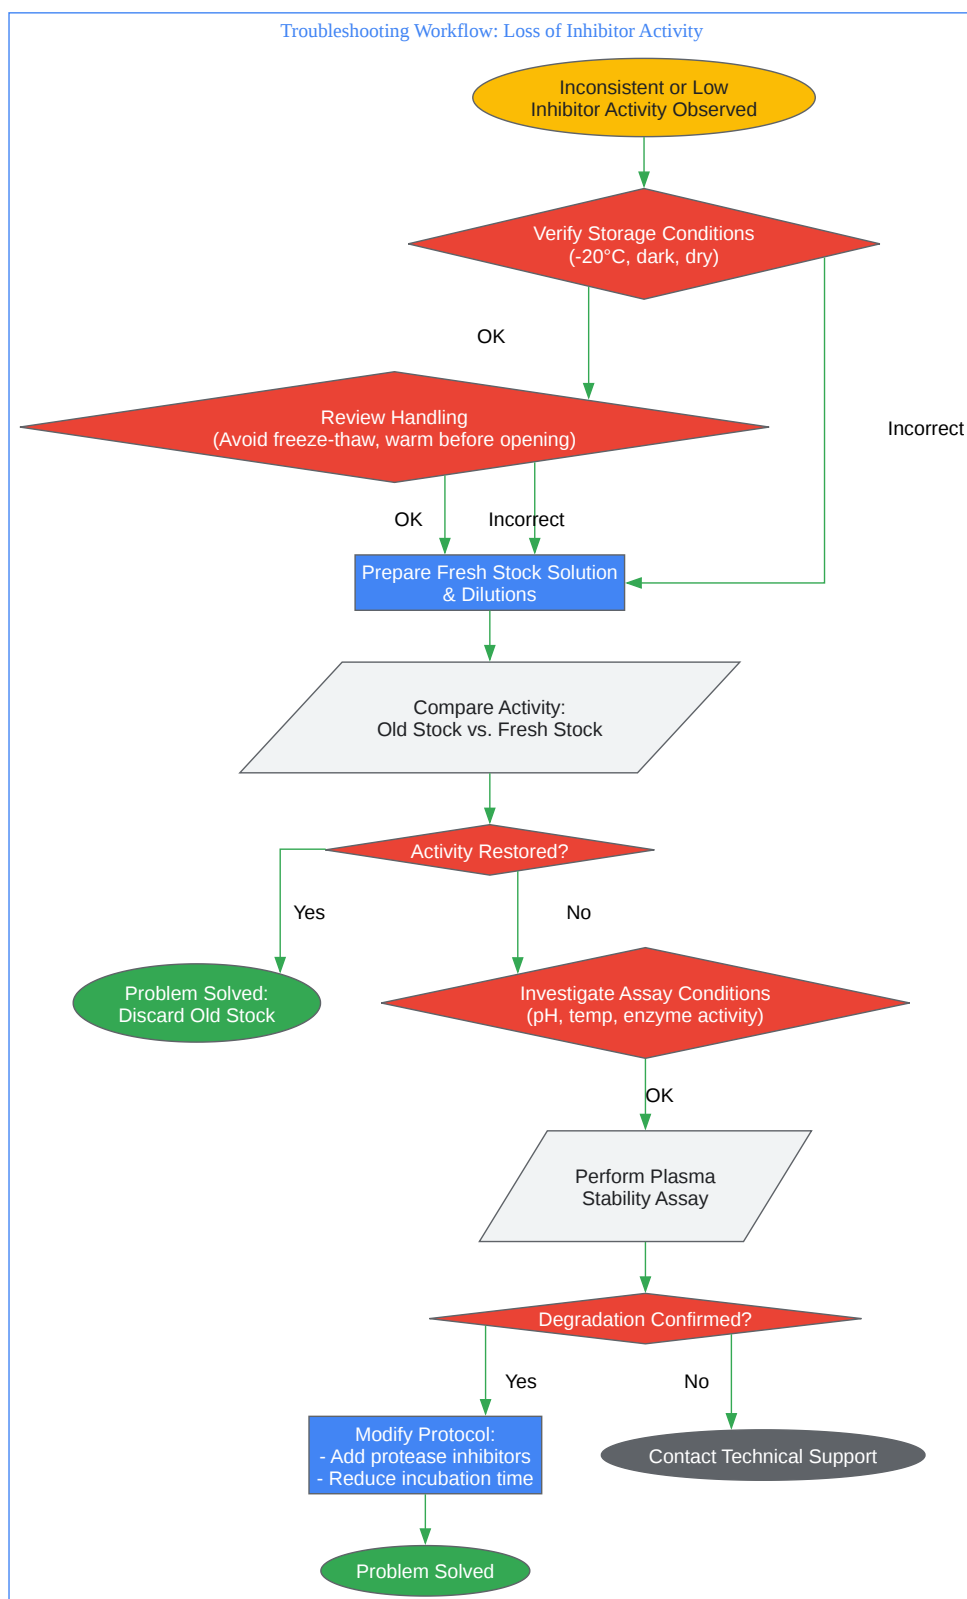 Troubleshooting Workflow: Loss of Inhibitor Activity
Inconsistent or Low
Inhibitor Activity Observed
Verify Storage Conditions
(-20°C, dark, dry)
OK
Incorrect
Review Handling
(Avoid freeze-thaw, warm before opening)
OK
Incorrect
Prepare Fresh Stock Solution
& Dilutions
Compare Activity:
Old Stock vs. Fresh Stock
Activity Restored?
Yes
No
Problem Solved:
Discard Old Stock
Investigate Assay Conditions
(pH, temp, enzyme activity)
OK
Perform Plasma
Stability Assay
Degradation Confirmed?
Yes
No
Modify Protocol:
- Add protease inhibitors
- Reduce incubation time
Contact Technical Support
Problem Solved